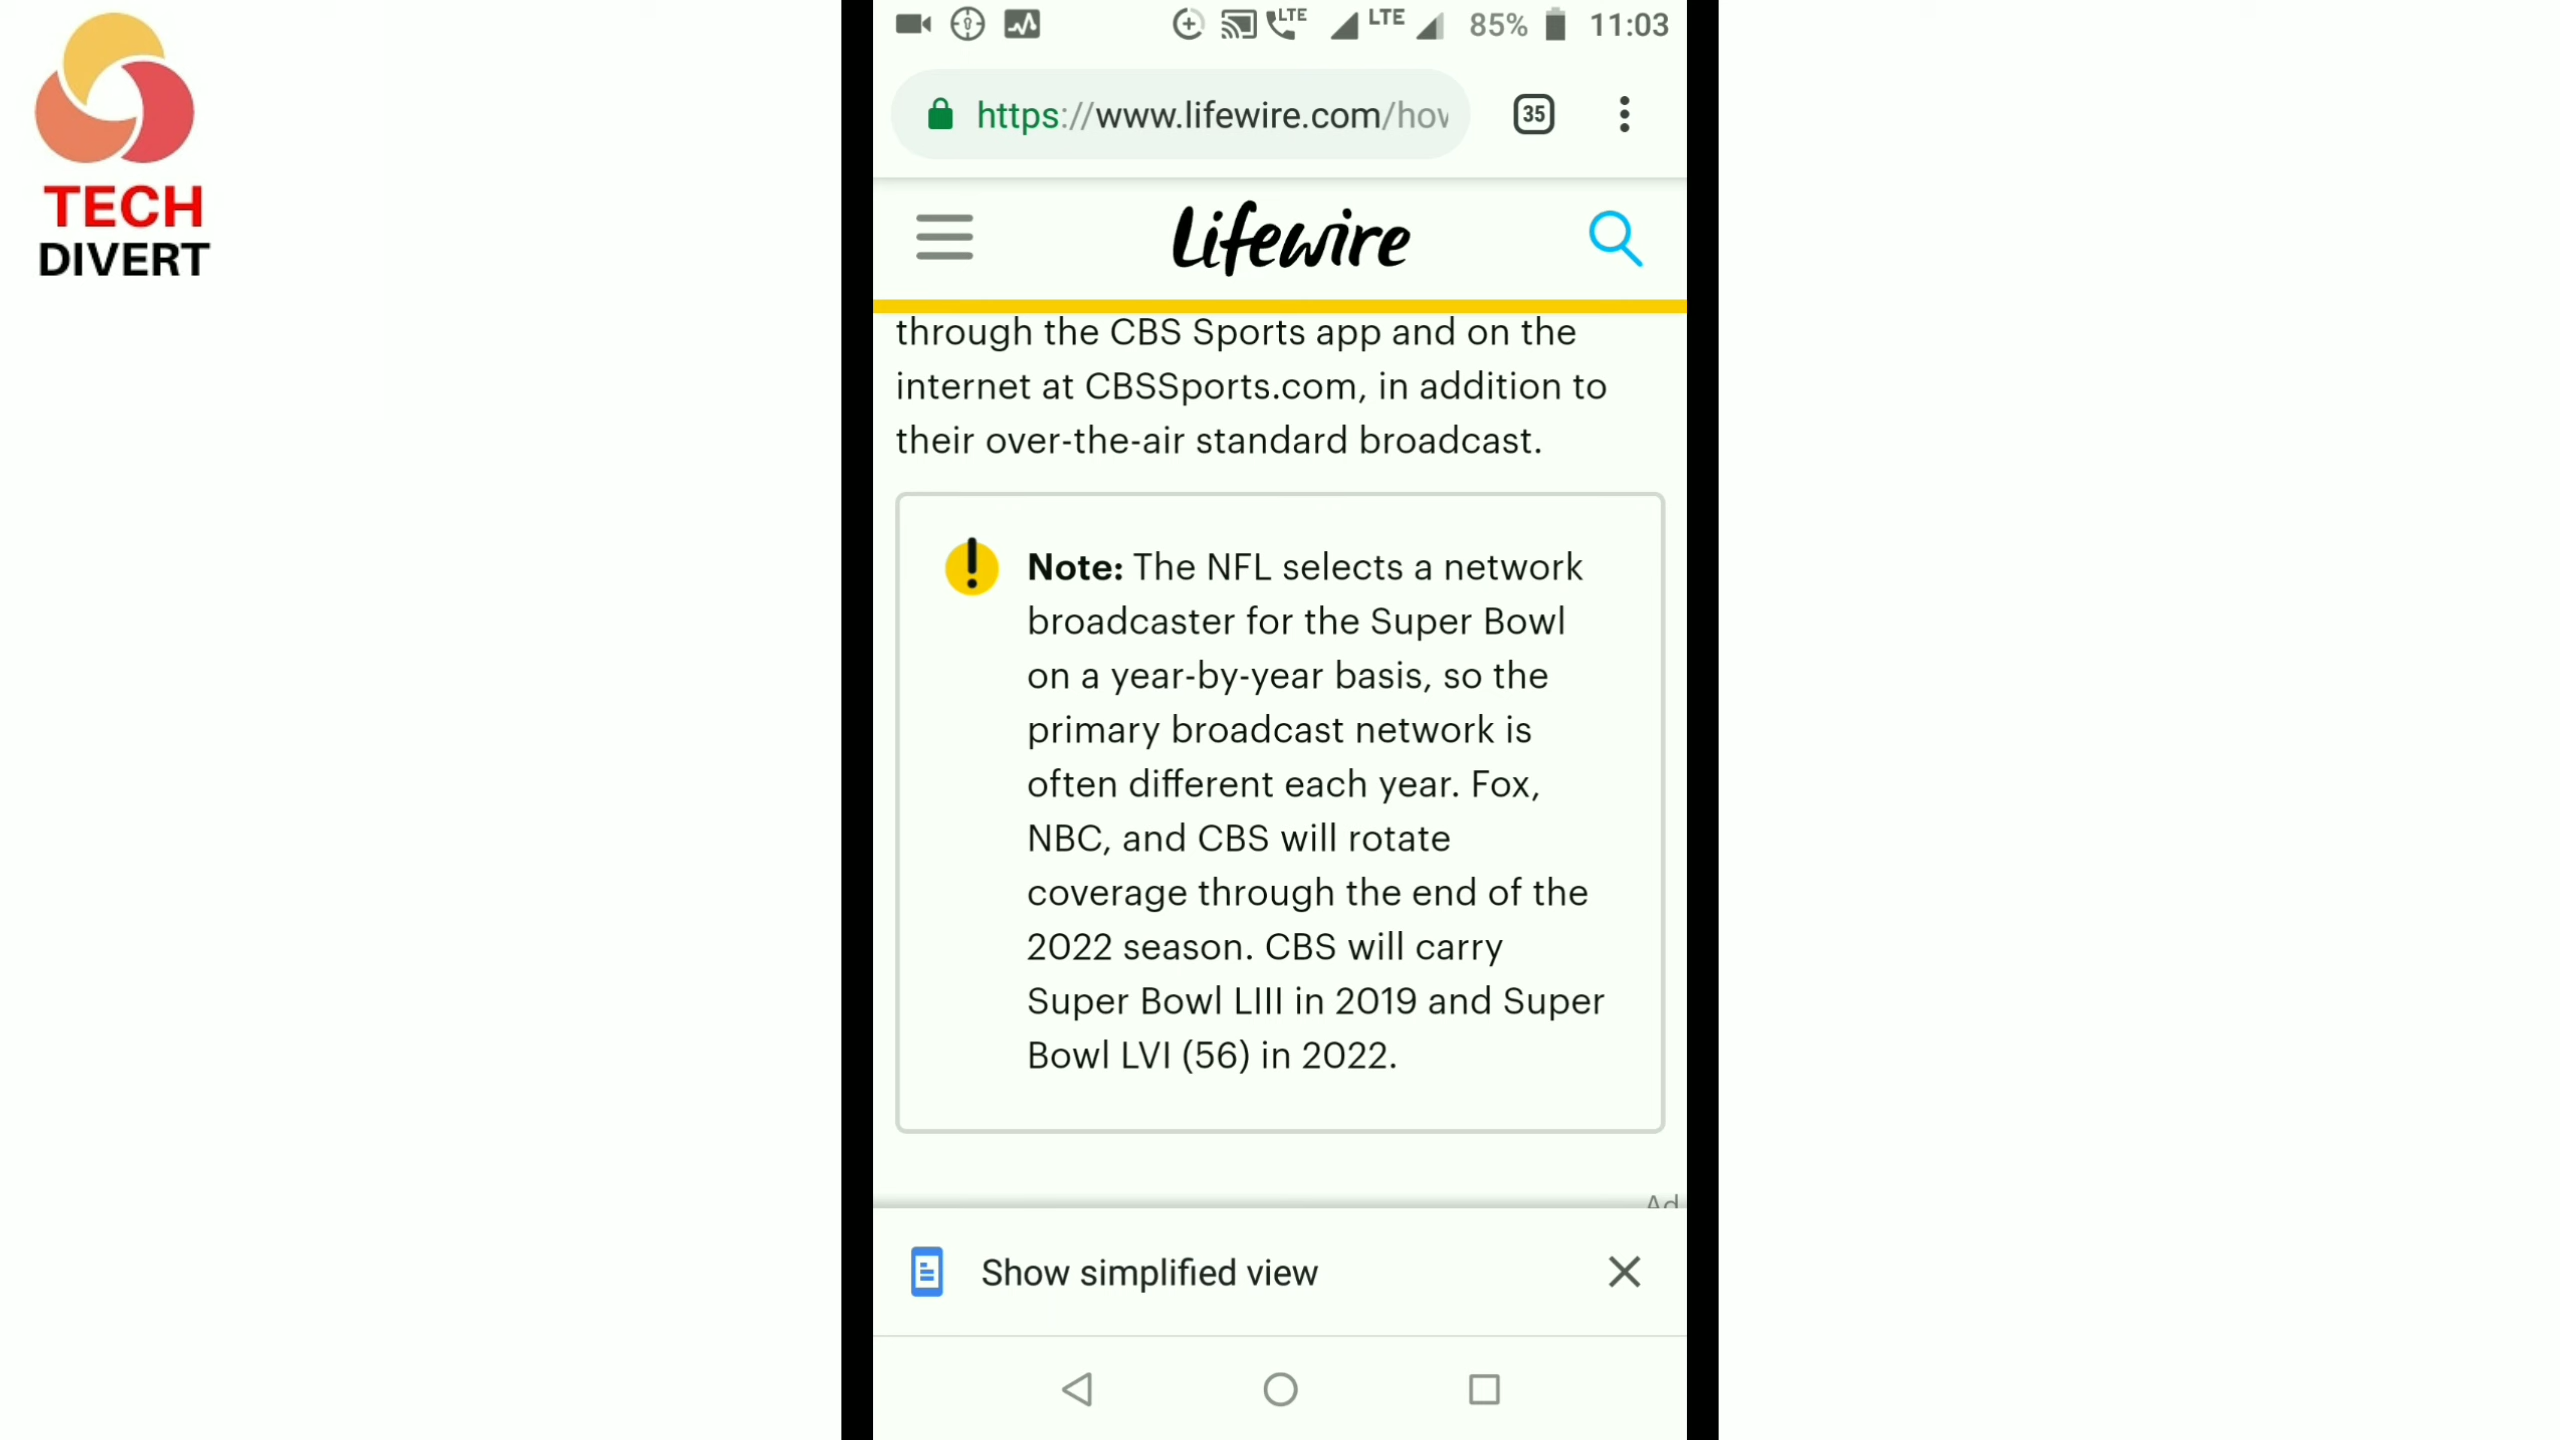 TECH
DIVERT
LTE LTE 85% 11:03
https://www.lifewire.com/how
35
Lifewire
through the CBS Sports app and on the
internet at CBSSports.com, in addition to
their over-the-air standard broadcast.
Note: The NFL selects a network
broadcaster for the Super Bowl
on a year-by-year basis, so the
primary broadcast network is
often different each year. Fox,
NBC, and CBS will rotate
coverage through the end of the
2022 season. CBS will carry
Super Bowl LIII in 2019 and Super
Bowl LVI (56) in 2022.
Ad
Show simplified view